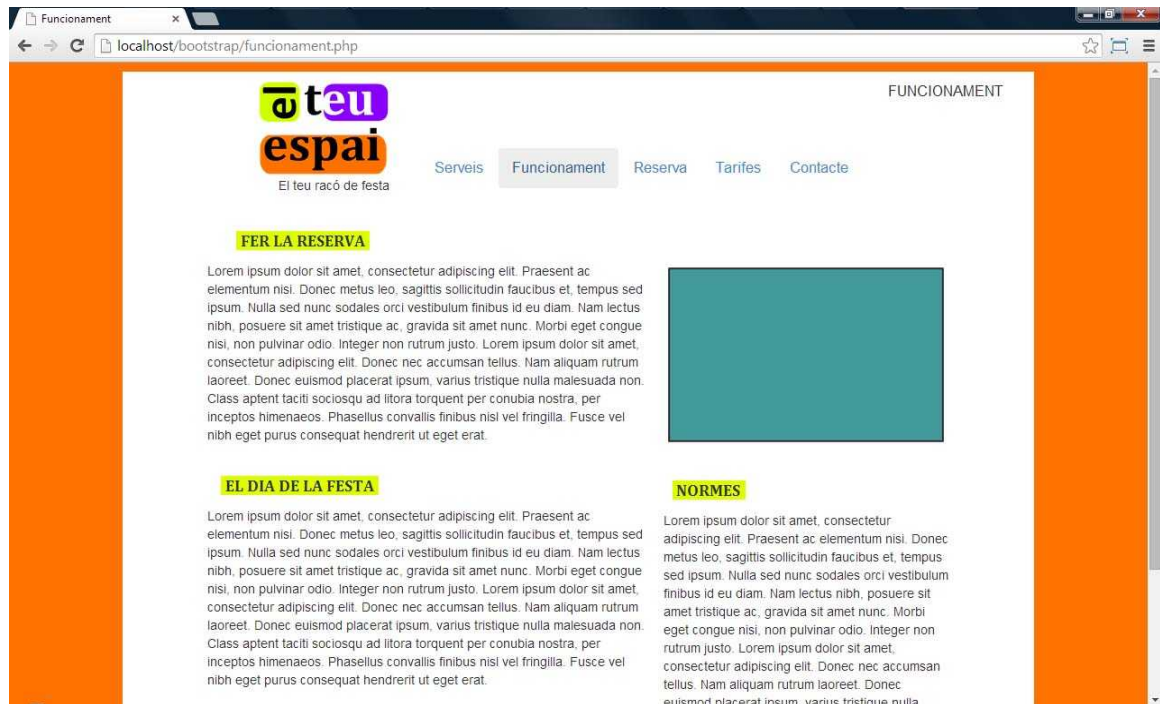 Funcionament
localhost/bootstrap/funcionament.php
el teu
espai
El teu racó de festa
FUNCIONAMENT
Serveis Funcionament Reserva Tarifes Contacte
FER LA RESERVA
Lorem ipsum dolor sit amet, consectetur adipiscing elit. Praesent ac
elementum nisi. Donec metus leo, sagittis sollicitudin faucibus et, tempus sed
ipsum. Nulla sed nunc sodales orci vestibulum finibus id eu diam. Nam lectus
nibh, posuere sit amet tristique ac, gravida sit amet nunc. Morbi eget congue
nisi, non pulvinar odio. Integer non rutrum justo. Lorem ipsum dolor sit amet,
consectetur adipiscing elit. Donec nec accumsan tellus. Nam aliquam rutrum
laoreet. Donec euismod placerat ipsum, varius tristique nulla malesuada non.
Class aptent taciti sociosqu ad litora torquent per conubia nostra, per
inceptos himenaeos. Phasellus convallis finibus nisl vel fringilla. Fusce vel
nibh eget purus consequat hendrerit ut eget erat.
EL DIA DE LA FESTA
Lorem ipsum dolor sit amet, consectetur adipiscing elit. Praesent ac
elementum nisi. Donec metus leo, sagittis sollicitudin faucibus et, tempus sed
ipsum. Nulla sed nunc sodales orci vestibulum finibus id eu diam. Nam lectus
nibh, posuere sit amet tristique ac, gravida sit amet nunc. Morbi eget congue
nisi, non pulvinar odio. Integer non rutrum justo. Lorem ipsum dolor sit amet,
consectetur adipiscing elit. Donec nec accumsan tellus. Nam aliquam rutrum
laoreet. Donec euismod placerat ipsum, varius tristique nulla malesuada non.
Class aptent taciti sociosqu ad litora torquent per conubia nostra, per
inceptos himenaeos. Phasellus convallis finibus nisl vel fringilla. Fusce vel
nibh eget purus consequat hendrerit ut eget erat.
NORMES
Lorem ipsum dolor sit amet, consectetur
adipiscing elit. Praesent ac elementum nisi. Donec
metus leo, sagittis sollicitudin faucibus et, tempus
sed ipsum. Nulla sed nunc sodales orci vestibulum
finibus id eu diam. Nam lectus nibh, posuere sit
amet tristique ac, gravida sit amet nunc. Morbi
eget congue nisi, non pulvinar odio. Integer non
rutrum justo. Lorem ipsum dolor sit amet,
consectetur adipiscing elit. Donec nec accumsan
tellus. Nam aliquam rutrum laoreet. Donec
euismod placerat ipsum, varius tristique nulla